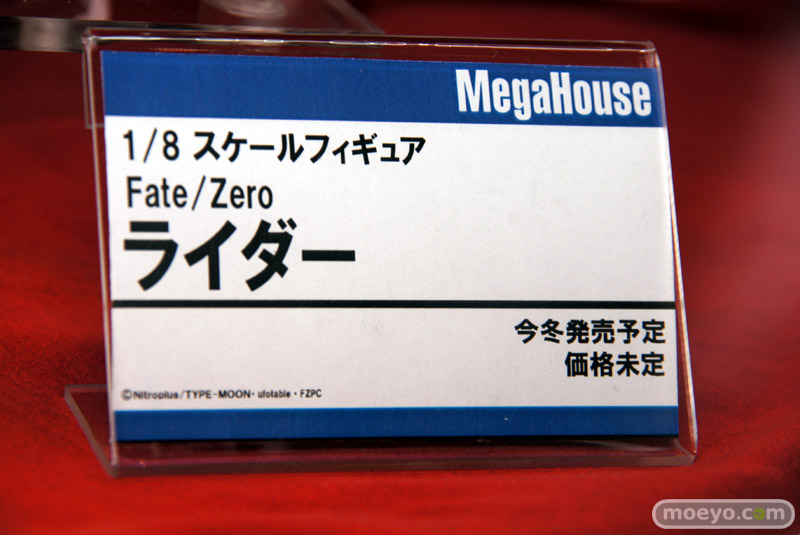 MegaHouse
1/8 スケールフィギュア
Fate/Zero
ライダー
今冬発売予定
価格未定
©Nitroplus/TYPE-MOON・ufotable・FZPC
moeyo.com